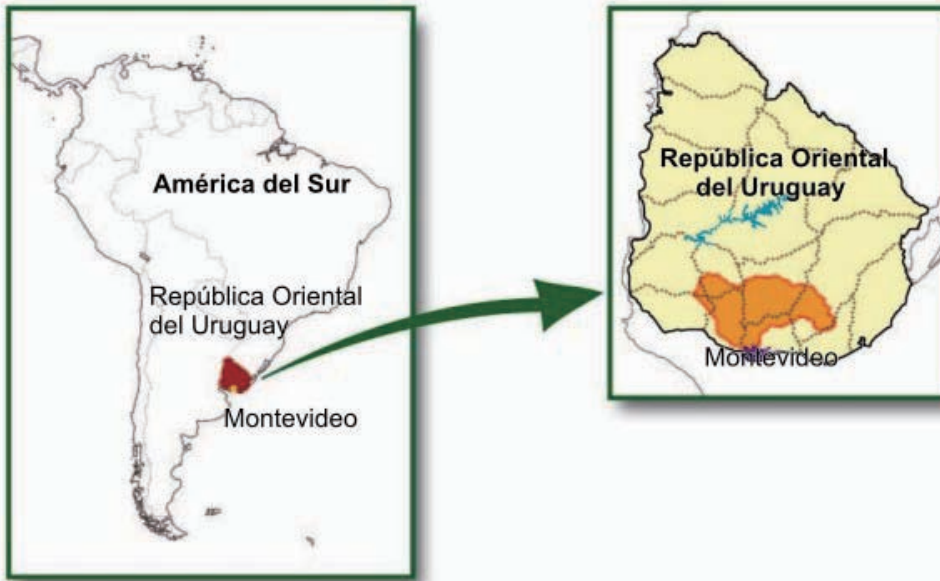 América del Sur
República Oriental
del Uruguay
Montevideo
República Oriental
del Uruguay
Montevideo